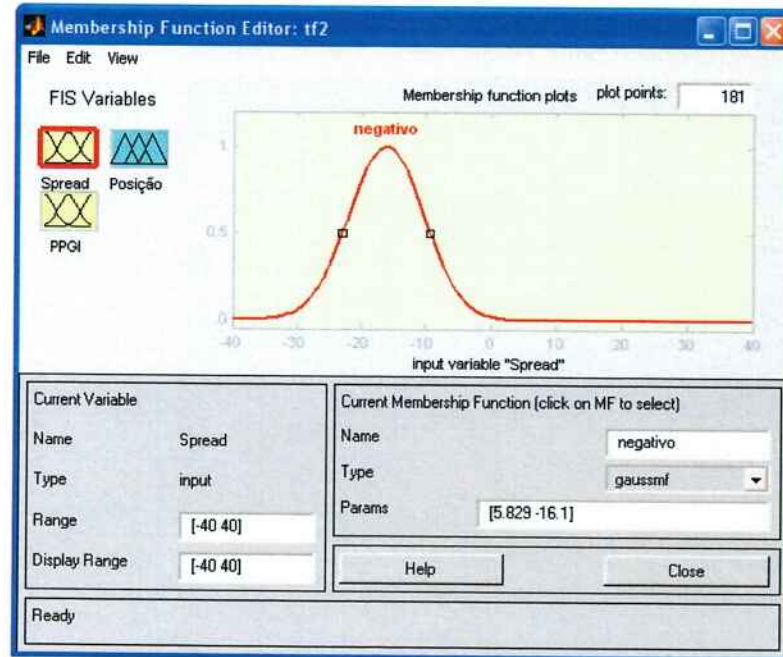 Membership Function Editor: tf2
File Edit View
FIS Variables
Membership function plots plot points: 181
Spread Posição
PPGI
negativo
1
0.5
0
-40 -30 -20 -10 0 10 20 30 40
input variable "Spread"
Current Variable
Name Spread
Type input
Range [-40 40]
Display Range [-40 40]
Current Membership Function (click on MF to select)
Name negativo
Type gaussmf
Params [5.829 -16.1]
Help Close
Ready